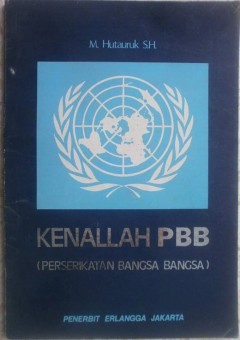 M. Hutauruk S.H.
KENALLAH PBB
(PERSERIKATAN BANGSA BANGSA)
PENERBIT ERLANGGA JAKARTA